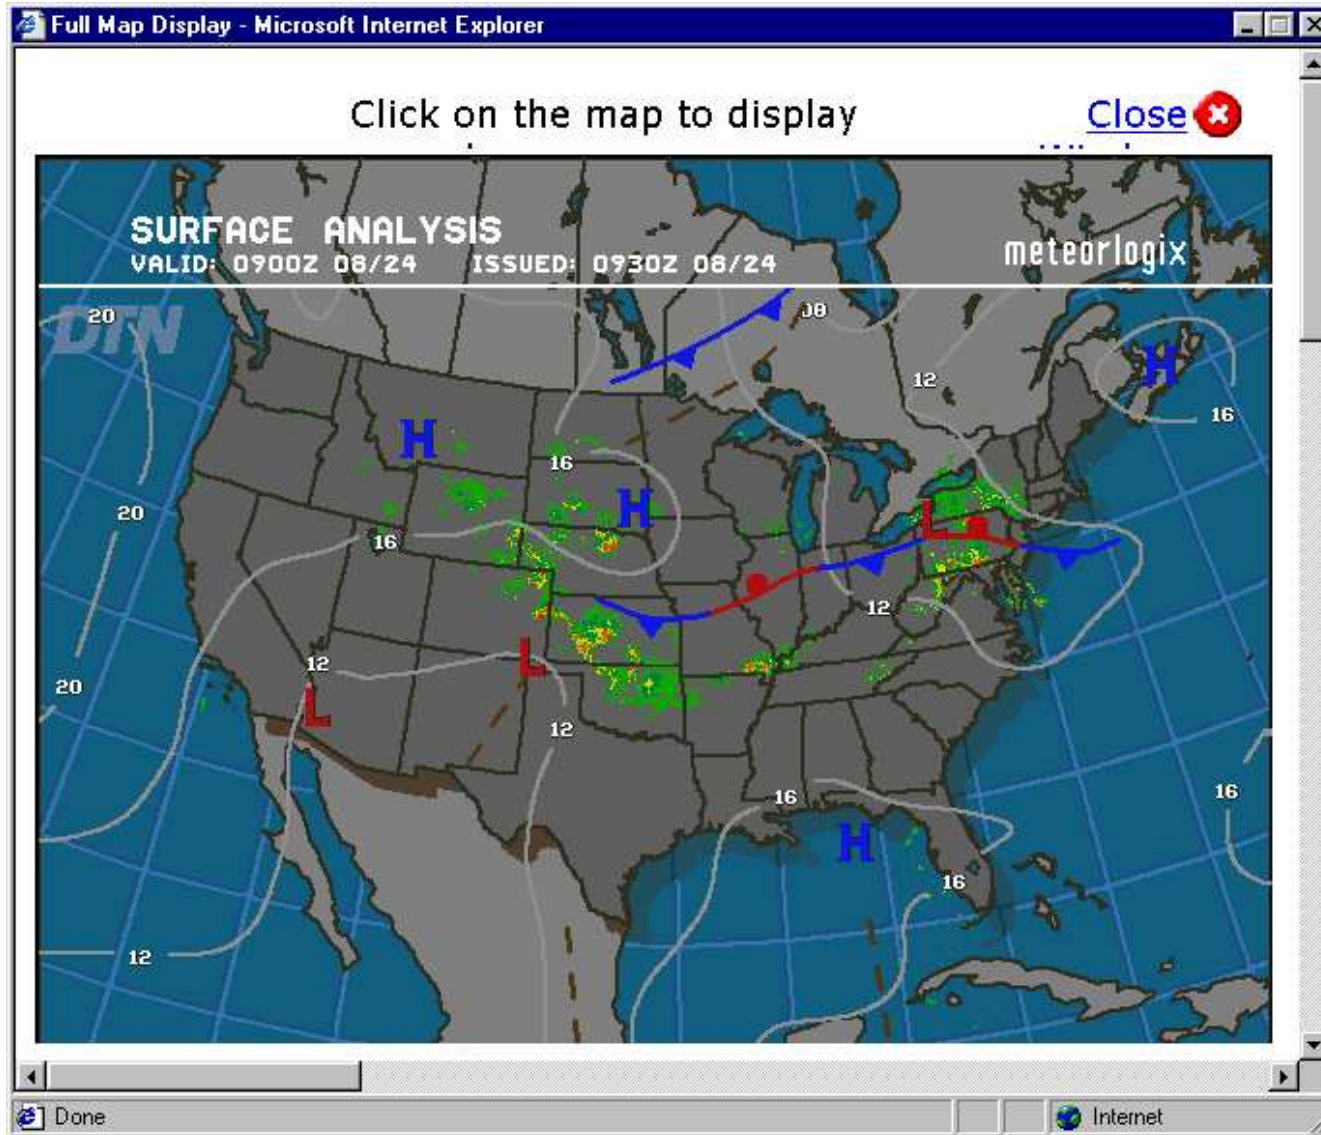 Full Map Display - Microsoft Internet Explorer
Click on the map to display
Close
SURFACE ANALYSIS
VALID: 0900Z 08/24 ISSUED: 0930Z 08/24
meteorlogix
DTN
20
08
H
12
16
H
16
20
H
16
L
12
12
L
20
L
12
16
16
H
16
12
Done
Internet